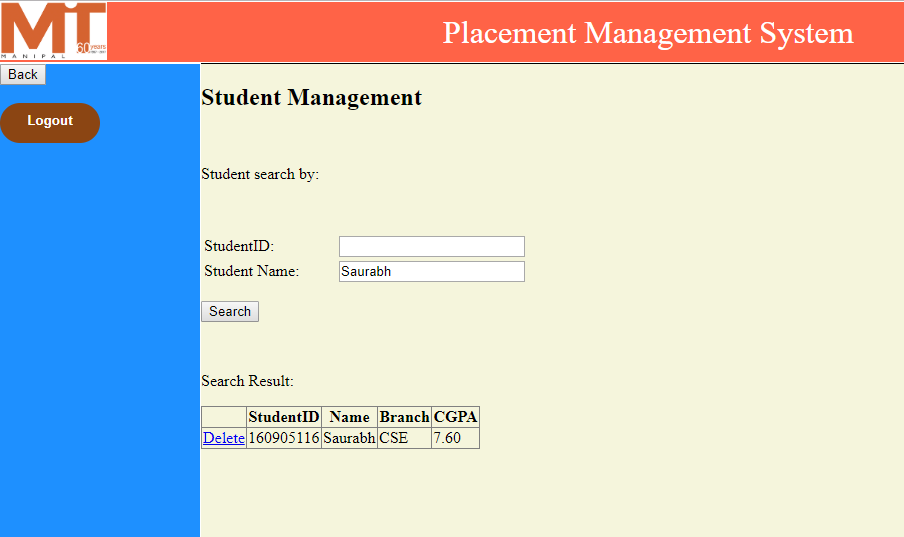 MiT
60 years
MANIPAL
Placement Management System
Back
Logout
Student Management
Student search by:
StudentID:
Student Name: Saurabh
Search
Search Result:
StudentID Name Branch CGPA
Delete 160905116 Saurabh CSE 7.60